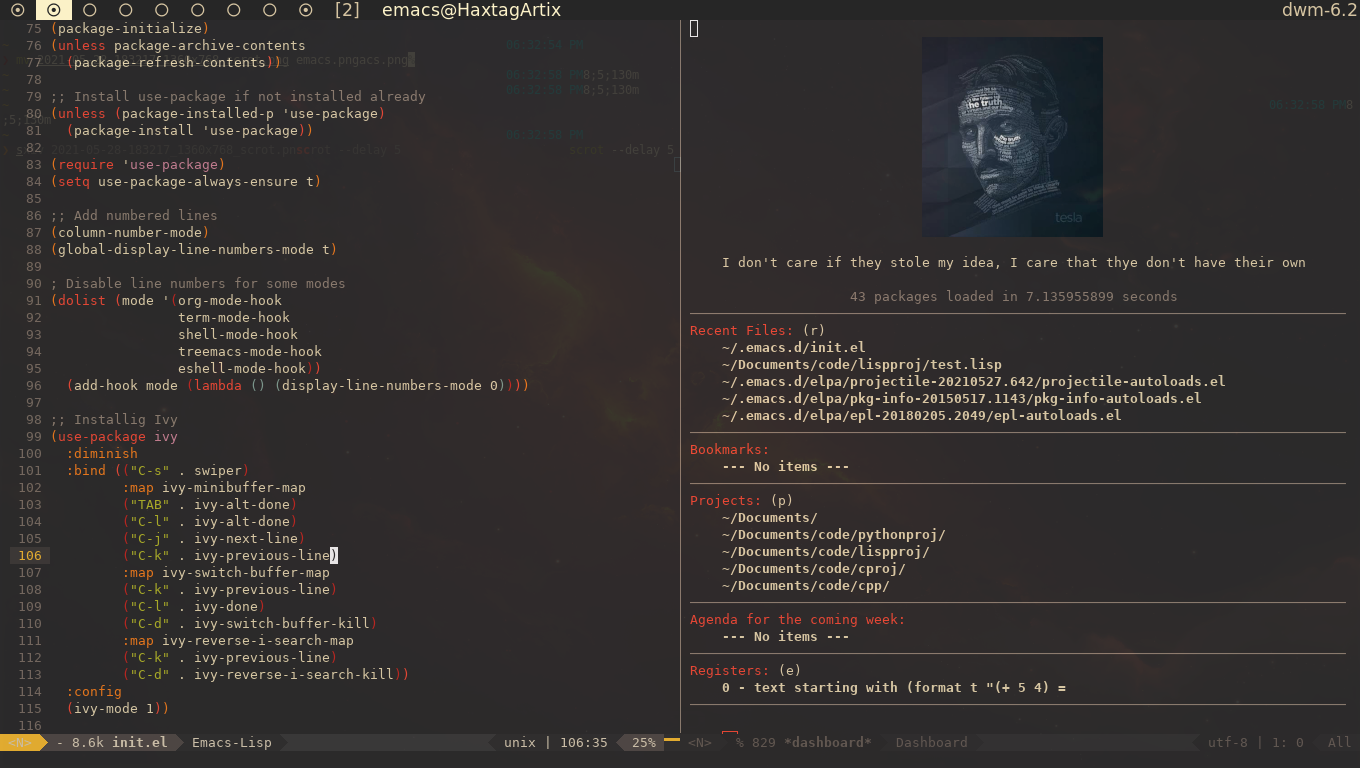 [2] emacs@HaxtagArtix dwm-6.2
75 (package-initialize)
76 (unless package-archive-contents
77   (package-refresh-contents))
78
79 ;; Install use-package if not installed already
80 (unless (package-installed-p 'use-package)
81   (package-install 'use-package))
82
83 (require 'use-package)
84 (setq use-package-always-ensure t)
85
86 ;; Add numbered lines
87 (column-number-mode)
88 (global-display-line-numbers-mode t)
89
90 ; Disable line numbers for some modes
91 (dolist (mode '(org-mode-hook
92                 term-mode-hook
93                 shell-mode-hook
94                 treemacs-mode-hook
95                 eshell-mode-hook))
96   (add-hook mode (lambda () (display-line-numbers-mode 0))))
97
98 ;; Installig Ivy
99 (use-package ivy
100   :diminish
101   :bind (("C-s" . swiper)
102          :map ivy-minibuffer-map
103          ("TAB" . ivy-alt-done)
104          ("C-l" . ivy-alt-done)
105          ("C-j" . ivy-next-line)
106          ("C-k" . ivy-previous-line)
107          :map ivy-switch-buffer-map
108          ("C-k" . ivy-previous-line)
109          ("C-l" . ivy-done)
110          ("C-d" . ivy-switch-buffer-kill)
111          :map ivy-reverse-i-search-map
112          ("C-k" . ivy-previous-line)
113          ("C-d" . ivy-reverse-i-search-kill))
114   :config
115   (ivy-mode 1))
116
<N> - 8.6k init.el Emacs-Lisp unix | 106:35 25%
the truth
tesla
I don't care if they stole my idea, I care that thye don't have their own
43 packages loaded in 7.135955899 seconds
Recent Files: (r)
~/.emacs.d/init.el
~/Documents/code/lispproj/test.lisp
~/.emacs.d/elpa/projectile-20210527.642/projectile-autoloads.el
~/.emacs.d/elpa/pkg-info-20150517.1143/pkg-info-autoloads.el
~/.emacs.d/elpa/epl-20180205.2049/epl-autoloads.el
Bookmarks:
--- No items ---
Projects: (p)
~/Documents/
~/Documents/code/pythonproj/
~/Documents/code/lispproj/
~/Documents/code/cproj/
~/Documents/code/cpp/
Agenda for the coming week:
--- No items ---
Registers: (e)
0 - text starting with (format t "(+ 5 4) =
<N> % 829 *dashboard* Dashboard utf-8 | 1: 0 All